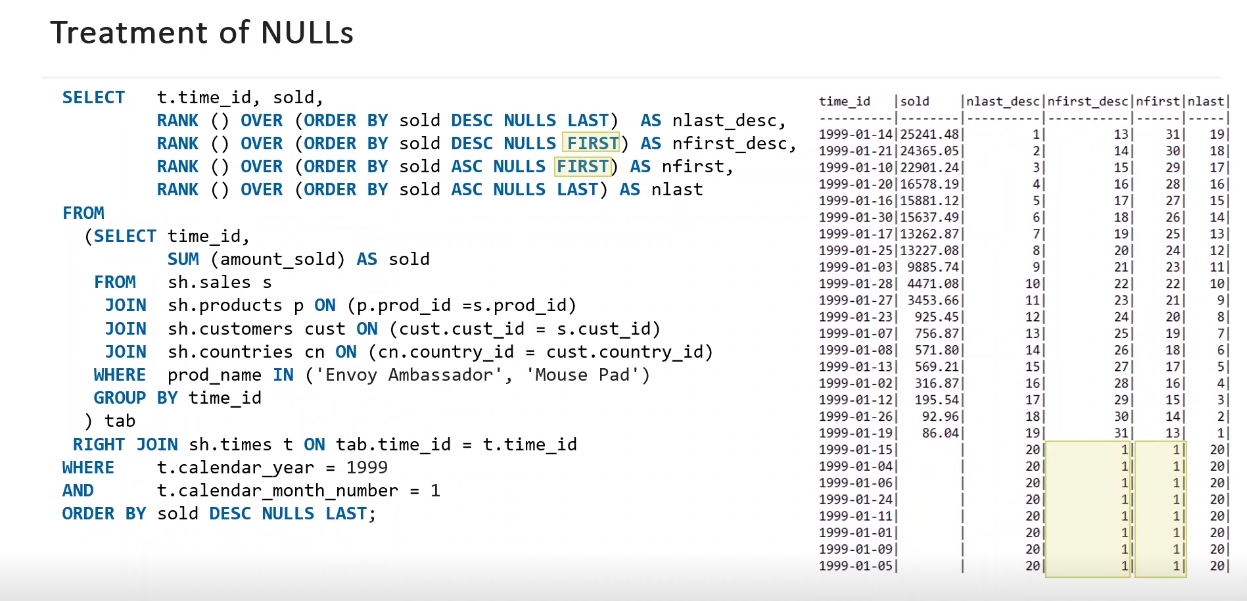 Treatment of NULLs
SELECT t.time_id, sold,
RANK () OVER (ORDER BY sold DESC NULLS LAST) AS nlast_desc,
RANK () OVER (ORDER BY sold DESC NULLS FIRST) AS nfirst_desc,
RANK () OVER (ORDER BY sold ASC NULLS FIRST) AS nfirst,
RANK () OVER (ORDER BY sold ASC NULLS LAST) AS nlast
FROM
(SELECT time_id,
SUM (amount_sold) AS sold
FROM sh.sales s
JOIN sh.products p ON (p.prod_id =s.prod_id)
JOIN sh.customers cust ON (cust.cust_id = s.cust_id)
JOIN sh.countries cn ON (cn.country_id = cust.country_id)
WHERE prod_name IN ('Envoy Ambassador', 'Mouse Pad')
GROUP BY time_id
) tab
RIGHT JOIN sh.times t ON tab.time_id = t.time_id
WHERE t.calendar_year = 1999
AND t.calendar_month_number = 1
ORDER BY sold DESC NULLS LAST;
time_id |sold |nlast_desc|nfirst_desc|nfirst|nlast|
----------|--------|----------|-----------|------|-----|
1999-01-14|25241.48| 1| 13| 31| 19|
1999-01-21|24365.05| 2| 14| 30| 18|
1999-01-10|22901.24| 3| 15| 29| 17|
1999-01-20|16578.19| 4| 16| 28| 16|
1999-01-16|15881.12| 5| 17| 27| 15|
1999-01-30|15637.49| 6| 18| 26| 14|
1999-01-17|13262.87| 7| 19| 25| 13|
1999-01-25|13227.08| 8| 20| 24| 12|
1999-01-03| 9885.74| 9| 21| 23| 11|
1999-01-28| 4471.08| 10| 22| 22| 10|
1999-01-27| 3453.66| 11| 23| 21| 9|
1999-01-23| 925.45| 12| 24| 20| 8|
1999-01-07| 756.87| 13| 25| 19| 7|
1999-01-08| 571.80| 14| 26| 18| 6|
1999-01-13| 569.21| 15| 27| 17| 5|
1999-01-02| 316.87| 16| 28| 16| 4|
1999-01-12| 195.54| 17| 29| 15| 3|
1999-01-26| 92.96| 18| 30| 14| 2|
1999-01-19| 86.04| 19| 31| 13| 1|
1999-01-15| | 20| 1| 1| 20|
1999-01-04| | 20| 1| 1| 20|
1999-01-06| | 20| 1| 1| 20|
1999-01-24| | 20| 1| 1| 20|
1999-01-11| | 20| 1| 1| 20|
1999-01-01| | 20| 1| 1| 20|
1999-01-09| | 20| 1| 1| 20|
1999-01-05| | 20| 1| 1| 20|